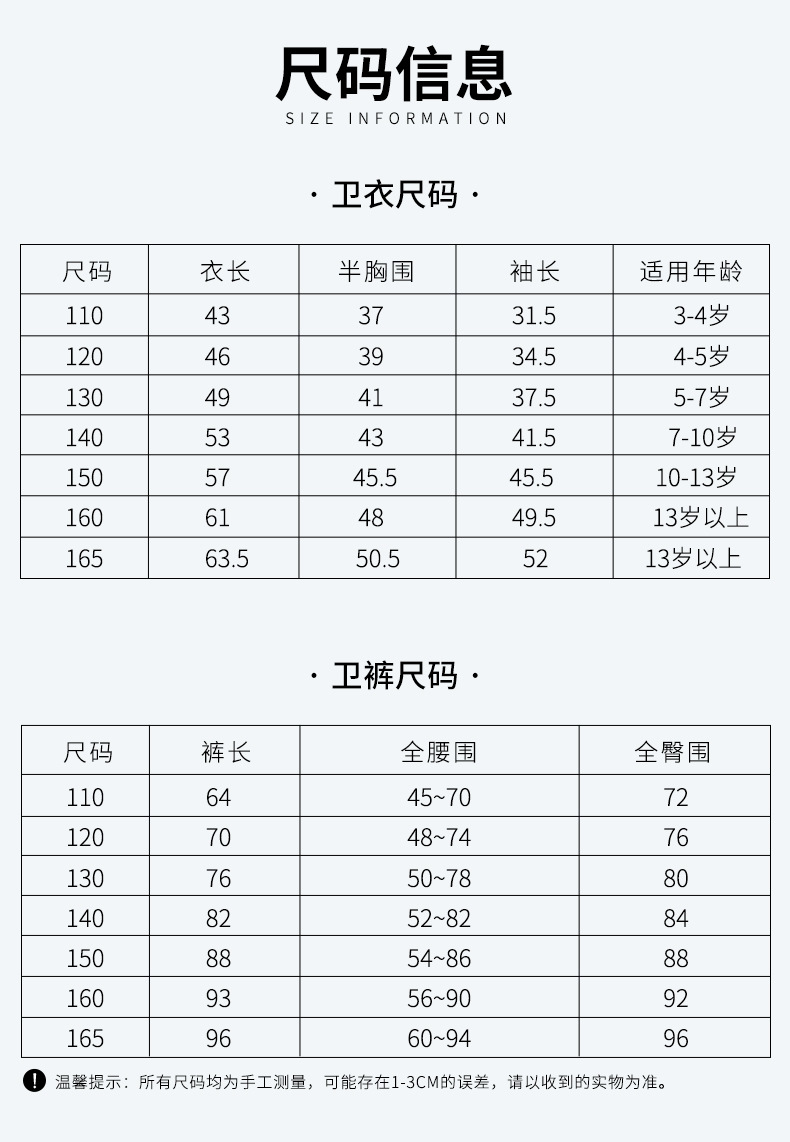 尺码信息
SIZE INFORMATION
· 卫衣尺码 ·
尺码 衣长 半胸围 袖长 适用年龄
110 43 37 31.5 3-4岁
120 46 39 34.5 4-5岁
130 49 41 37.5 5-7岁
140 53 43 41.5 7-10岁
150 57 45.5 45.5 10-13岁
160 61 48 49.5 13岁以上
165 63.5 50.5 52 13岁以上
· 卫裤尺码 ·
尺码 裤长 全腰围 全臀围
110 64 45~70 72
120 70 48~74 76
130 76 50~78 80
140 82 52~82 84
150 88 54~86 88
160 93 56~90 92
165 96 60~94 96
! 温馨提示：所有尺码均为手工测量，可能存在1-3CM的误差，请以收到的实物为准。